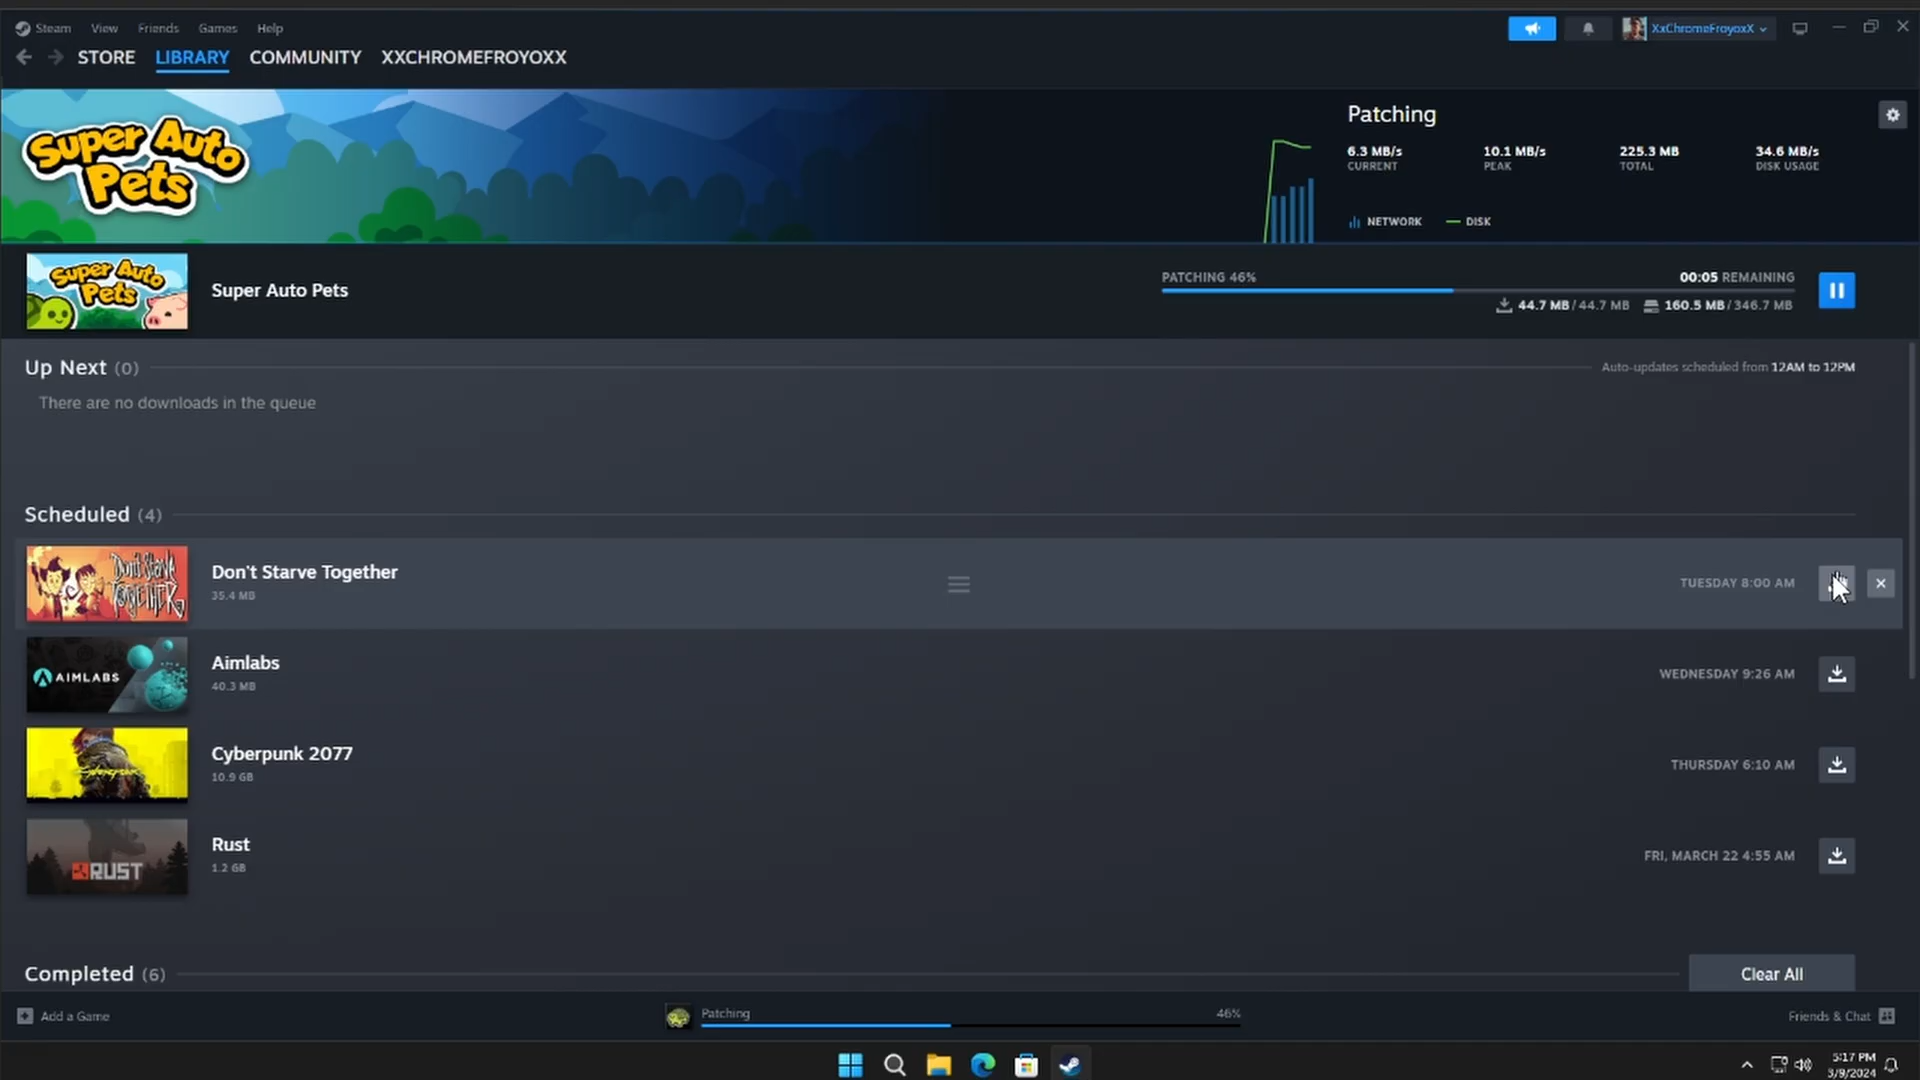 Steam View Friends Games Help
XxChromeFroyoxX
STORE LIBRARY COMMUNITY XXCHROMEFROYOXX
Super Auto Pets
Patching
6.3 MB/s 10.1 MB/s 225.3 MB 34.6 MB/s
CURRENT PEAK TOTAL DISK USAGE
NETWORK DISK
Super Auto Pets
Super Auto Pets
PATCHING 46% 00:05 REMAINING
44.7 MB / 44.7 MB 160.5 MB / 346.7 MB
Up Next (0) Auto-updates scheduled from 12AM to 12PM
There are no downloads in the queue
Scheduled (4)
Don't Starve TOGETHER
Don't Starve Together
35.4 MB
TUESDAY 8:00 AM
AIMLABS
Aimlabs
40.3 MB
WEDNESDAY 9:26 AM
Cyberpunk
Cyberpunk 2077
10.9 GB
THURSDAY 6:10 AM
RUST
Rust
1.2 GB
FRI, MARCH 22 4:55 AM
Completed (6) Clear All
Add a Game
Patching 46%
Friends & Chat
5:17 PM
3/9/2024